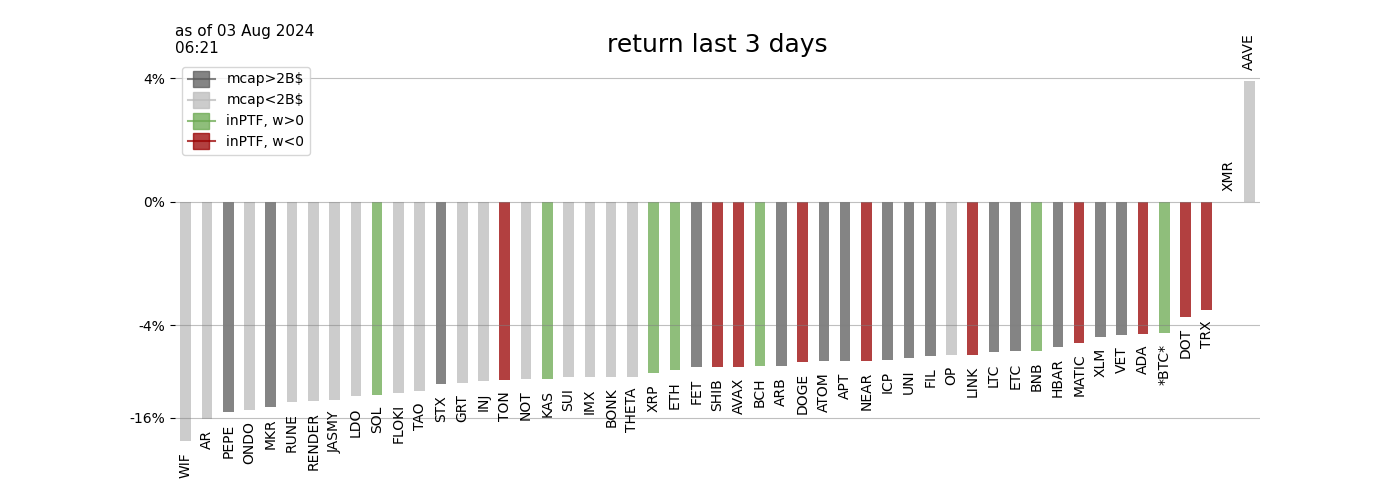 as of 03 Aug 2024
06:21
return last 3 days
mcap>2B$
mcap<2B$
inPTF, w>0
inPTF, w<0
4%
0%
-4%
-16%
WIF
AR
PEPE
ONDO
MKR
RUNE
RENDER
JASMY
LDO
SOL
FLOKI
TAO
STX
GRT
INJ
TON
NOT
KAS
SUI
IMX
BONK
THETA
XRP
ETH
FET
SHIB
AVAX
BCH
ARB
DOGE
ATOM
APT
NEAR
ICP
UNI
FIL
OP
LINK
LTC
ETC
BNB
HBAR
MATIC
XLM
VET
ADA
*BTC*
DOT
TRX
XMR
AAVE